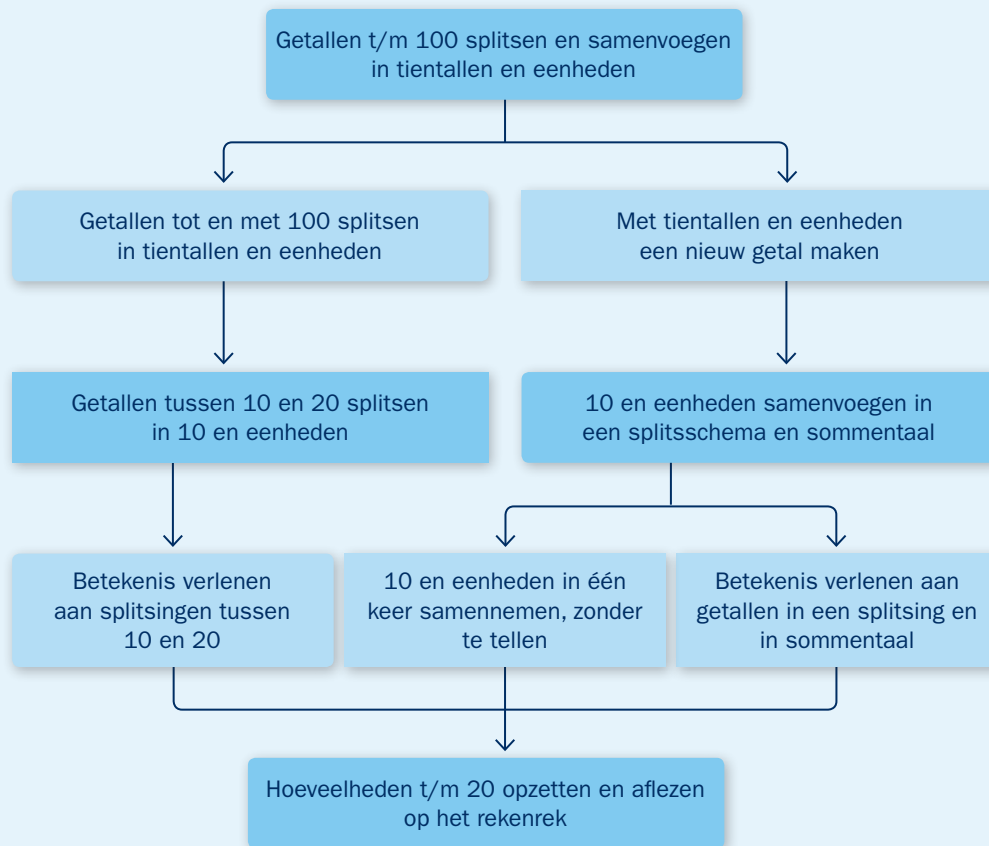 Getallen t/m 100 splitsen en samenvoegen
in tientallen en eenheden
Getallen tot en met 100 splitsen
in tientallen en eenheden
Met tientallen en eenheden
een nieuw getal maken
Getallen tussen 10 en 20 splitsen
in 10 en eenheden
10 en eenheden samenvoegen in
een splitsschema en sommentaal
Betekenis verlenen
aan splitsingen tussen
10 en 20
10 en eenheden in één
keer samennemen, zonder
te tellen
Betekenis verlenen aan
getallen in een splitsing en
in sommentaal
Hoeveelheden t/m 20 opzetten en aflezen
op het rekenrek